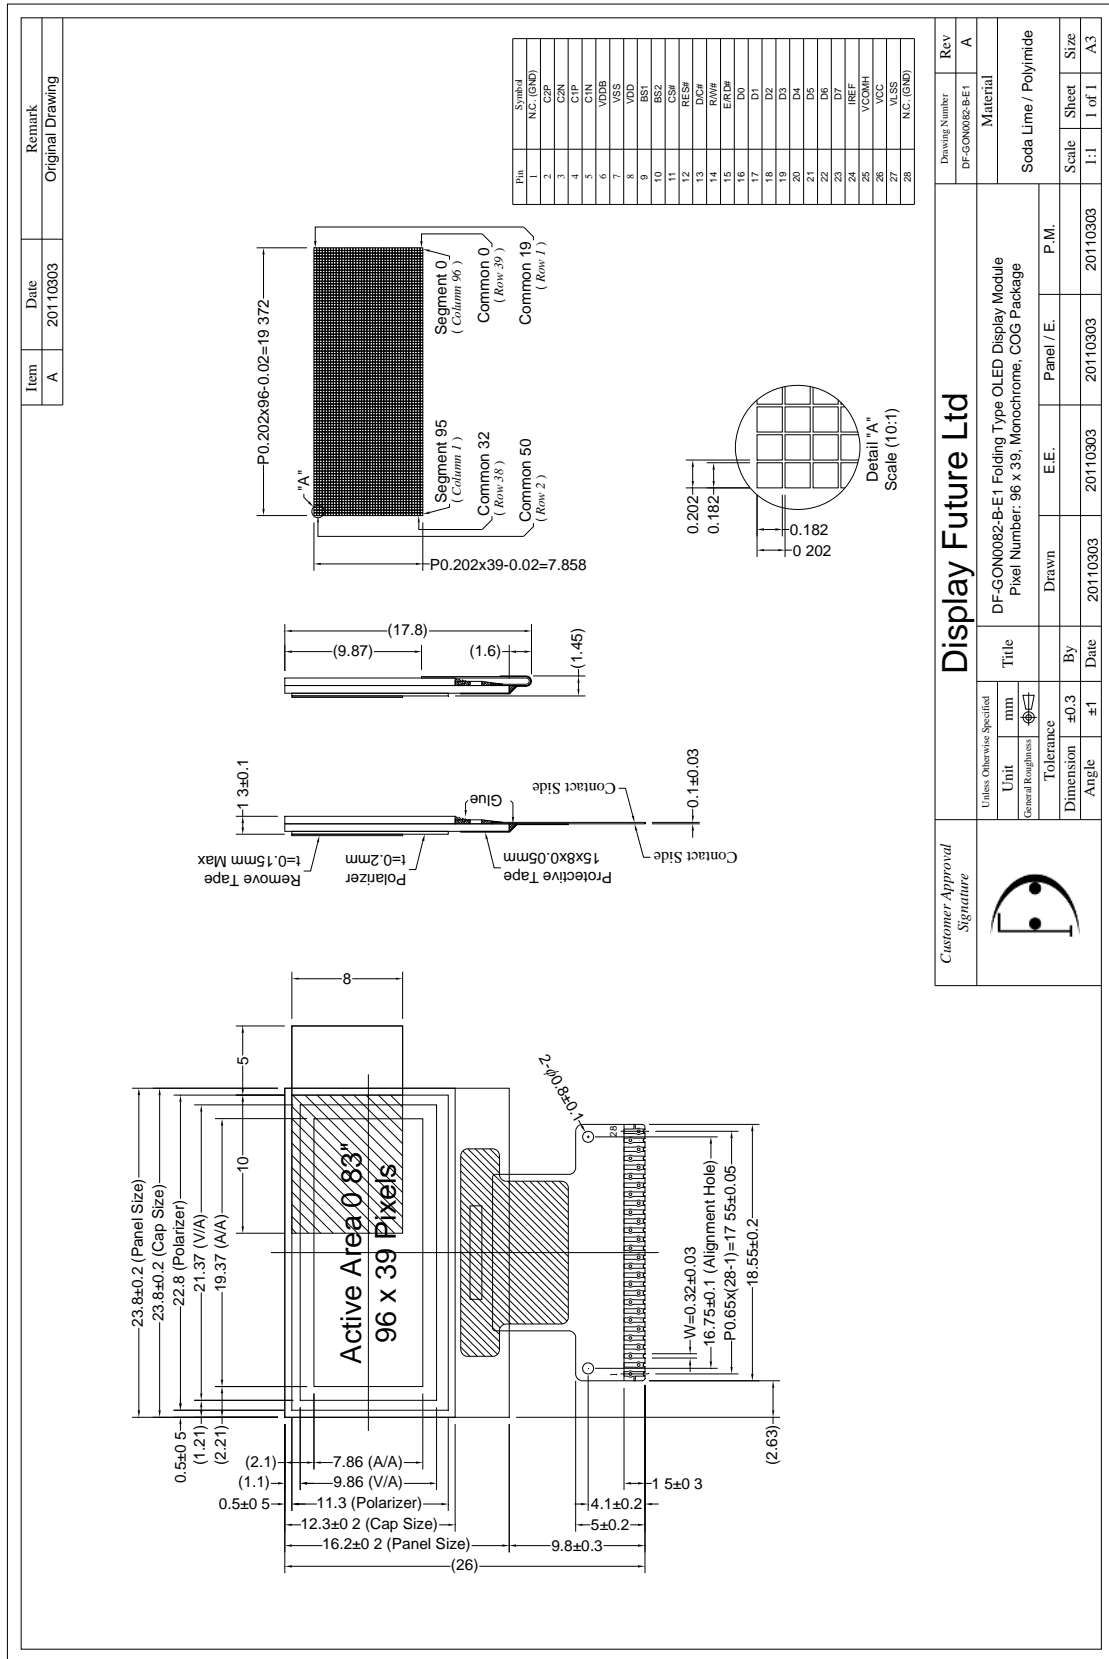 Item Date Remark
A 20110303 Original Drawing
23.8±0.2 (Panel Size)
23.8±0.2 (Cap Size)
22.8 (Polarizer)
21.37 (V/A)
19.37 (A/A)
0.5±0 5
(1.21)
(2.21)
10
5
8
(2.1)
7.86 (A/A)
(1.1)
9.86 (V/A)
0.5±0 5
11.3 (Polarizer)
12.3±0 2 (Cap Size)
16.2±0 2 (Panel Size)
9.8±0.3
(26)
Active Area 0 83"
96 x 39 Pixels
2-φ0.8±0.1
1
28
1 5±0 3
4.1±0.2
5±0.2
W=0.32±0.03
16.75±0.1 (Alignment Hole)
P0.65x(28-1)=17 55±0.05
18.55±0.2
(2.63)
1 3±0.1
Remove Tape
t=0.15mm Max
Polarizer
t=0.2mm
Protective Tape
15x8x0.05mm
Glue
Contact Side
Contact Side
0.1±0.03
(17.8)
(9.87)
(1.6)
(1.45)
P0.202x96-0.02=19 372
"A"
P0.202x39-0.02=7.858
Segment 95
( Column 1 )
Common 32
( Row 38 )
Common 50
( Row 2 )
Segment 0
( Column 96 )
Common 0
( Row 39 )
Common 19
( Row 1 )
0.202
0.182
0.182
0 202
Detail "A"
Scale (10:1)
Pin Symbol
1 N.C. (GND)
2 C2P
3 C2N
4 C1P
5 C1N
6 VDDB
7 VSS
8 VDD
9 BS1
10 BS2
11 CS#
12 RES#
13 D/C#
14 R/W#
15 E/RD#
16 D0
17 D1
18 D2
19 D3
20 D4
21 D5
22 D6
23 D7
24 IREF
25 VCOMH
26 VCC
27 VLSS
28 N.C. (GND)
Customer Approval
Signature
Display Future Ltd
Drawing Number Rev
DF-GON0082-B-E1 A
Unless Otherwise Specified
Unit mm
General Roughness
Tolerance
Dimension ±0.3
Angle ±1
Title
DF-GON0082-B-E1 Folding Type OLED Display Module
Pixel Number: 96 x 39, Monochrome, COG Package
Material
Soda Lime / Polyimide
Drawn E.E. Panel / E. P.M.
By
Date 20110303 20110303 20110303 20110303
Scale Sheet Size
1:1 1 of 1 A3